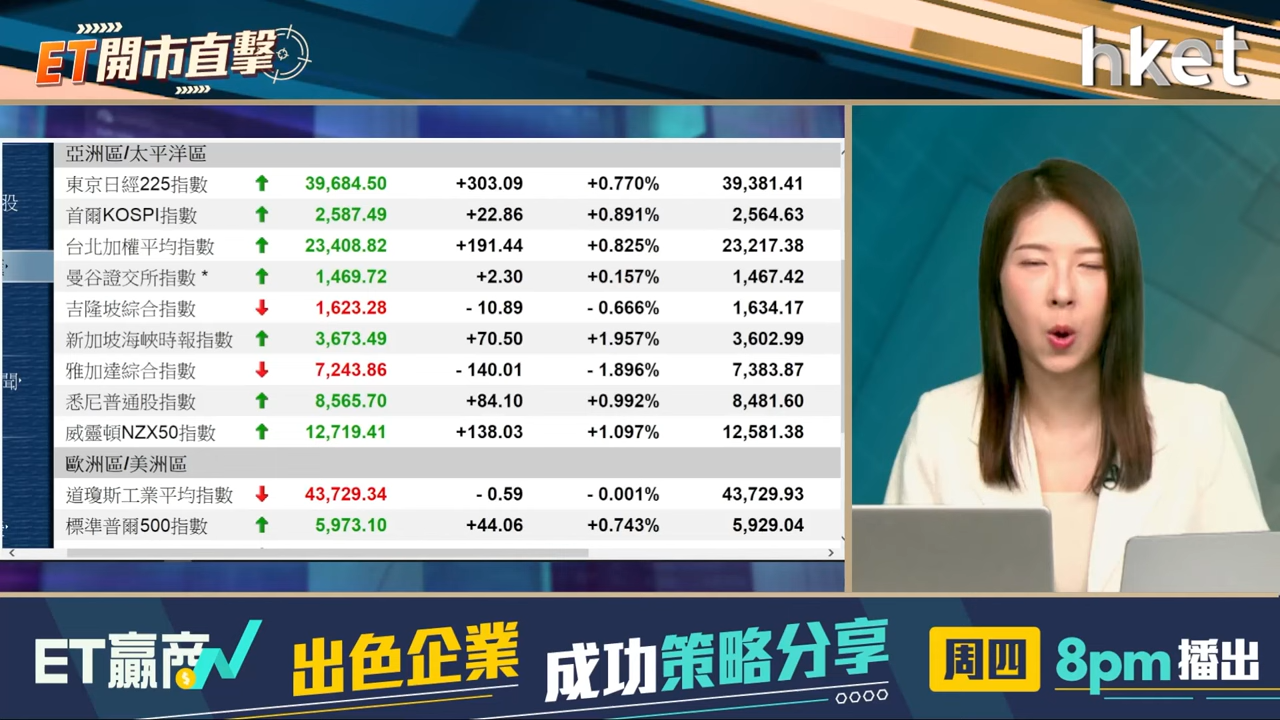 ET開市直擊
hket
亞洲區/太平洋區
東京日經225指數 39,684.50 +303.09 +0.770% 39,381.41
股
首爾KOSPI指數 2,587.49 +22.86 +0.891% 2,564.63
台北加權平均指數 23,408.82 +191.44 +0.825% 23,217.38
曼谷證交所指數 * 1,469.72 +2.30 +0.157% 1,467.42
吉隆坡綜合指數 1,623.28 - 10.89 - 0.666% 1,634.17
新加坡海峽時報指數 3,673.49 +70.50 +1.957% 3,602.99
雅加達綜合指數 7,243.86 - 140.01 - 1.896% 7,383.87
聞
悉尼普通股指數 8,565.70 +84.10 +0.992% 8,481.60
威靈頓NZX50指數 12,719.41 +138.03 +1.097% 12,581.38
歐洲區/美洲區
道瓊斯工業平均指數 43,729.34 - 0.59 - 0.001% 43,729.93
標準普爾500指數 5,973.10 +44.06 +0.743% 5,929.04
ET贏商
出色企業 成功策略分享
周四 8pm播出